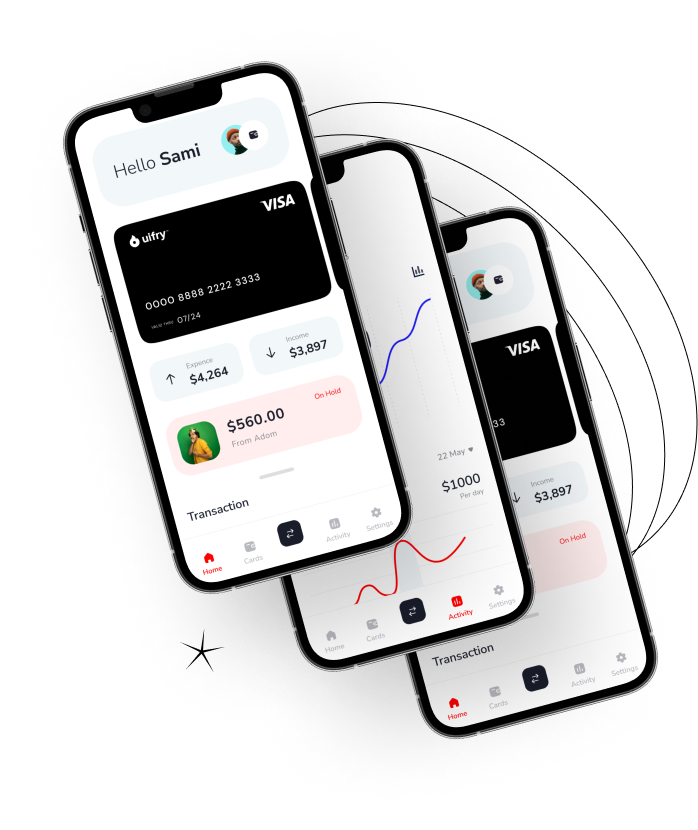 Hello Sami
uifry
VISA
0000 8888 2222 3333
VALID THRU 07/24
Expence
$4,264
Income
$3,897
$560.00
From Adom
On Hold
Transaction
Home
Cards
Activity
Settings
22 May
$1000
Per day
Home
Cards
Activity
Settings
VISA
33
Income
$3,897
On Hold
Transaction
Home
Cards
Activity
Settings